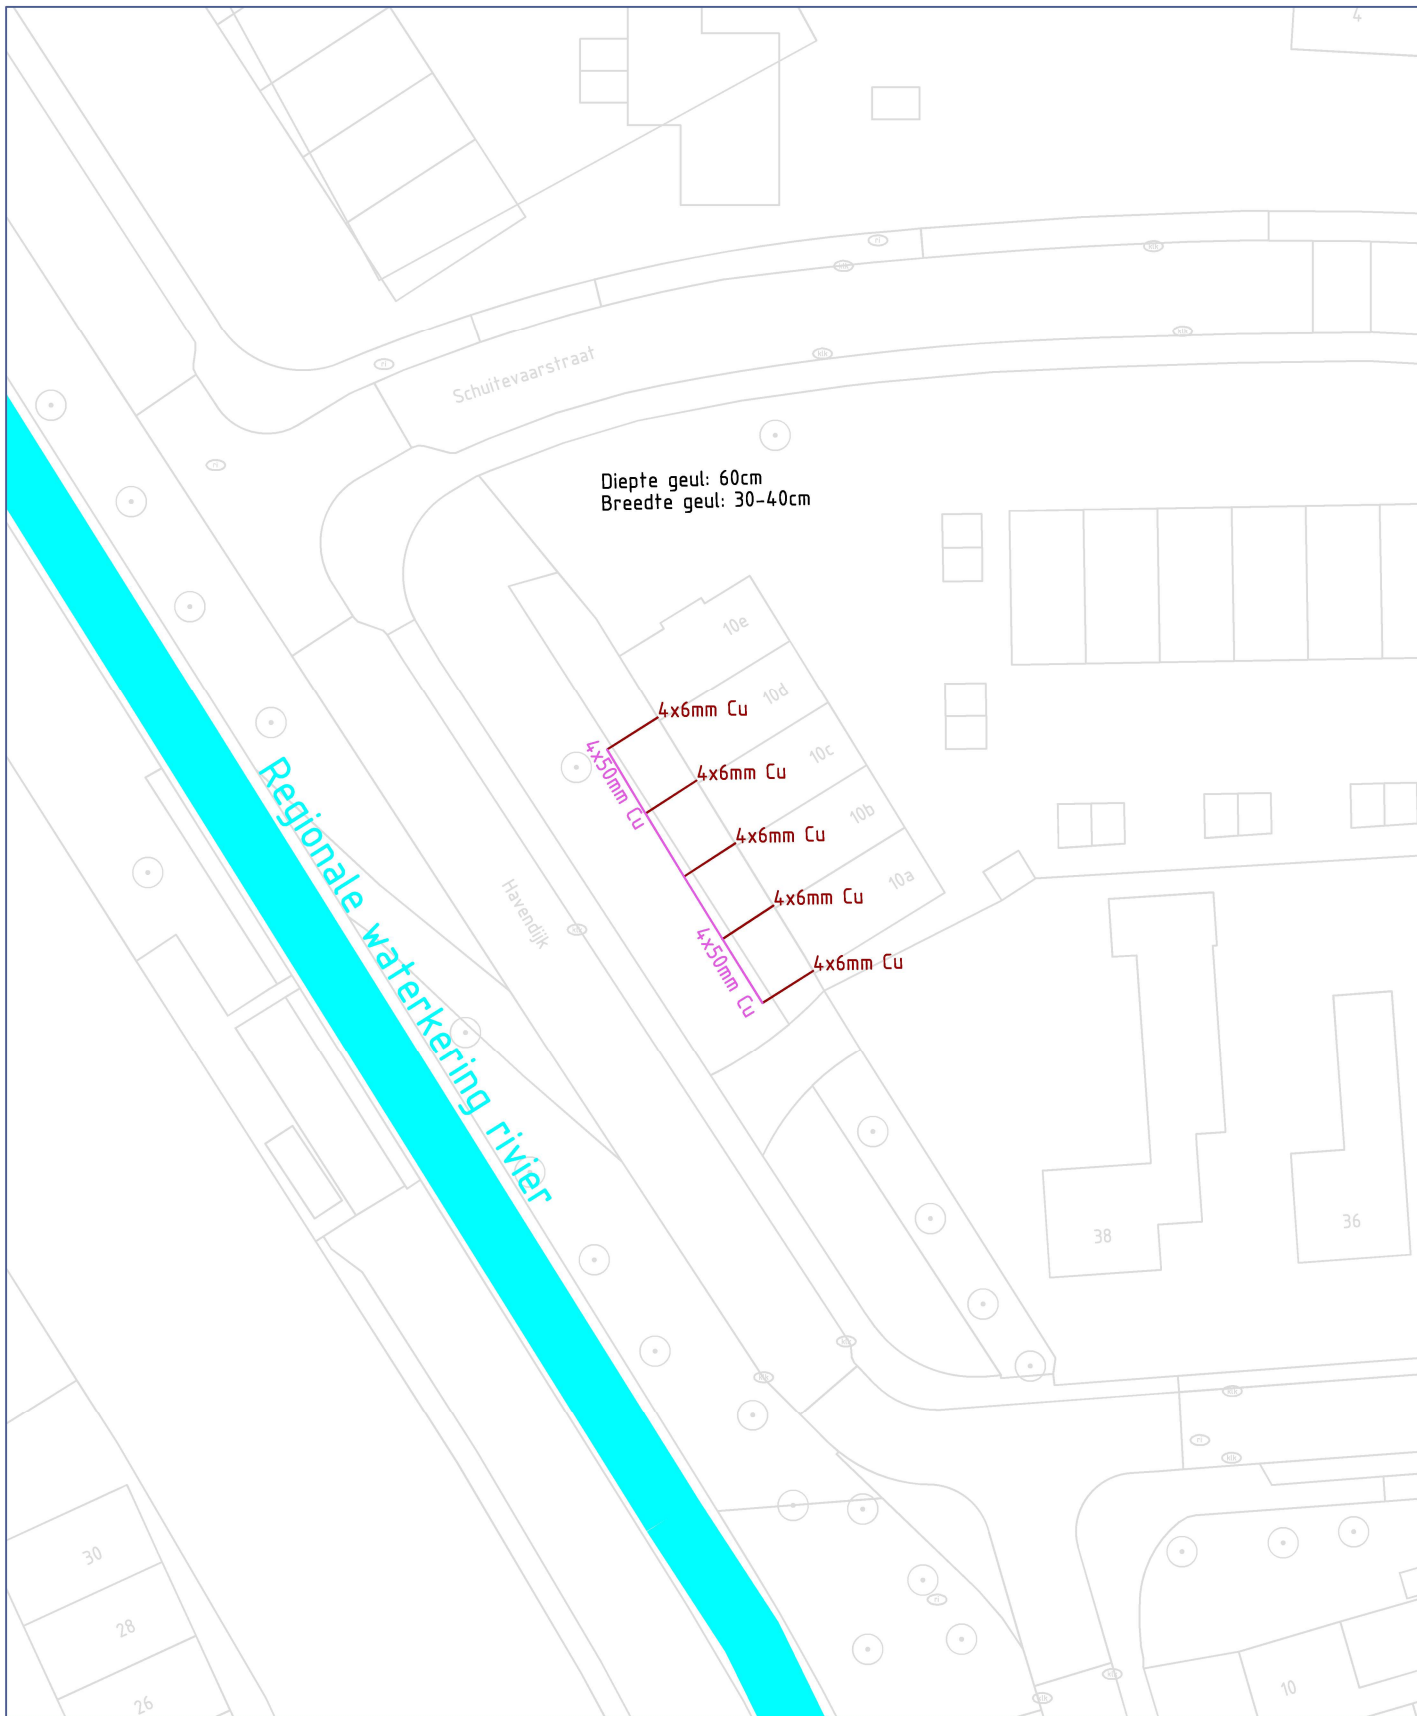 4
Schuitevaarstraat
Diepte geul: 60cm
Breedte geul: 30-40cm
10e
10d
4x6mm Cu
10c
4x50mm Cu
4x6mm Cu
10b
4x6mm Cu
10a
4x6mm Cu
Havendijk
4x50mm Cu
4x6mm Cu
Regionale waterkering rivier
38
36
30
28
26
10